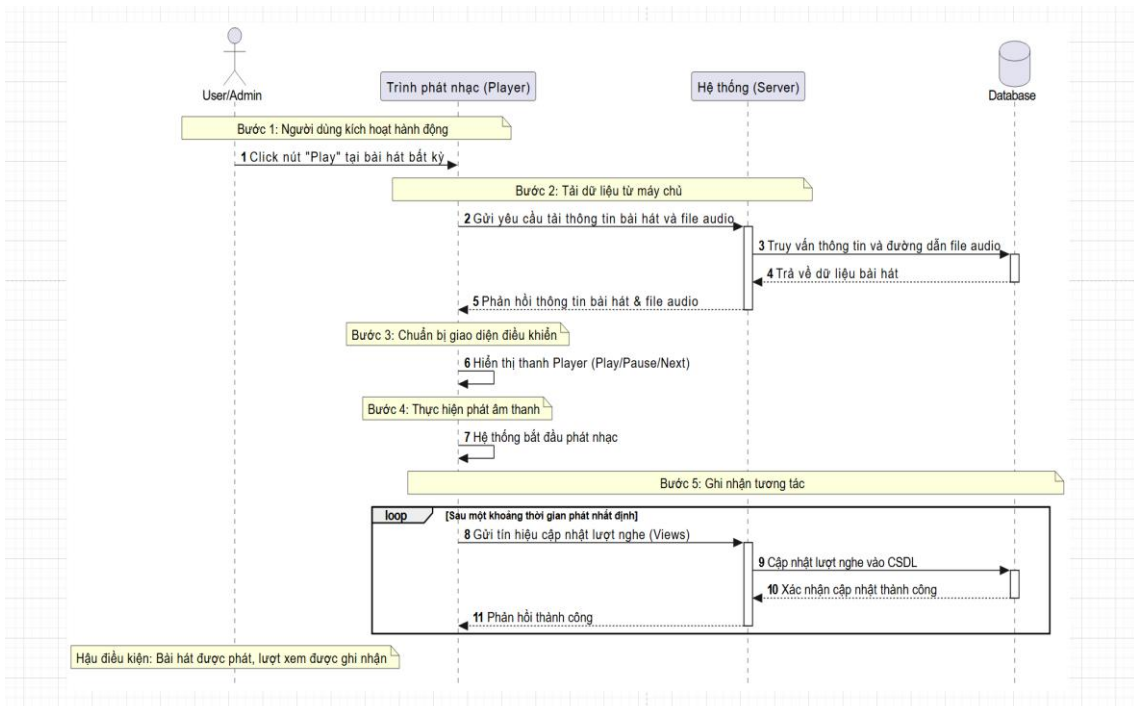 User/Admin
Trình phát nhạc (Player)
Hệ thống (Server)
Database
Bước 1: Người dùng kích hoạt hành động
1 Click nút "Play" tại bài hát bất kỳ
Bước 2: Tải dữ liệu từ máy chủ
2 Gửi yêu cầu tải thông tin bài hát và file audio
3 Truy vấn thông tin và đường dẫn file audio
4 Trả về dữ liệu bài hát
5 Phản hồi thông tin bài hát & file audio
Bước 3: Chuẩn bị giao diện điều khiển
6 Hiển thị thanh Player (Play/Pause/Next)
Bước 4: Thực hiện phát âm thanh
7 Hệ thống bắt đầu phát nhạc
Bước 5: Ghi nhận tương tác
loop [Sau một khoảng thời gian phát nhất định]
8 Gửi tín hiệu cập nhật lượt nghe (Views)
9 Cập nhật lượt nghe vào CSDL
10 Xác nhận cập nhật thành công
11 Phản hồi thành công
Hậu điều kiện: Bài hát được phát, lượt xem được ghi nhận